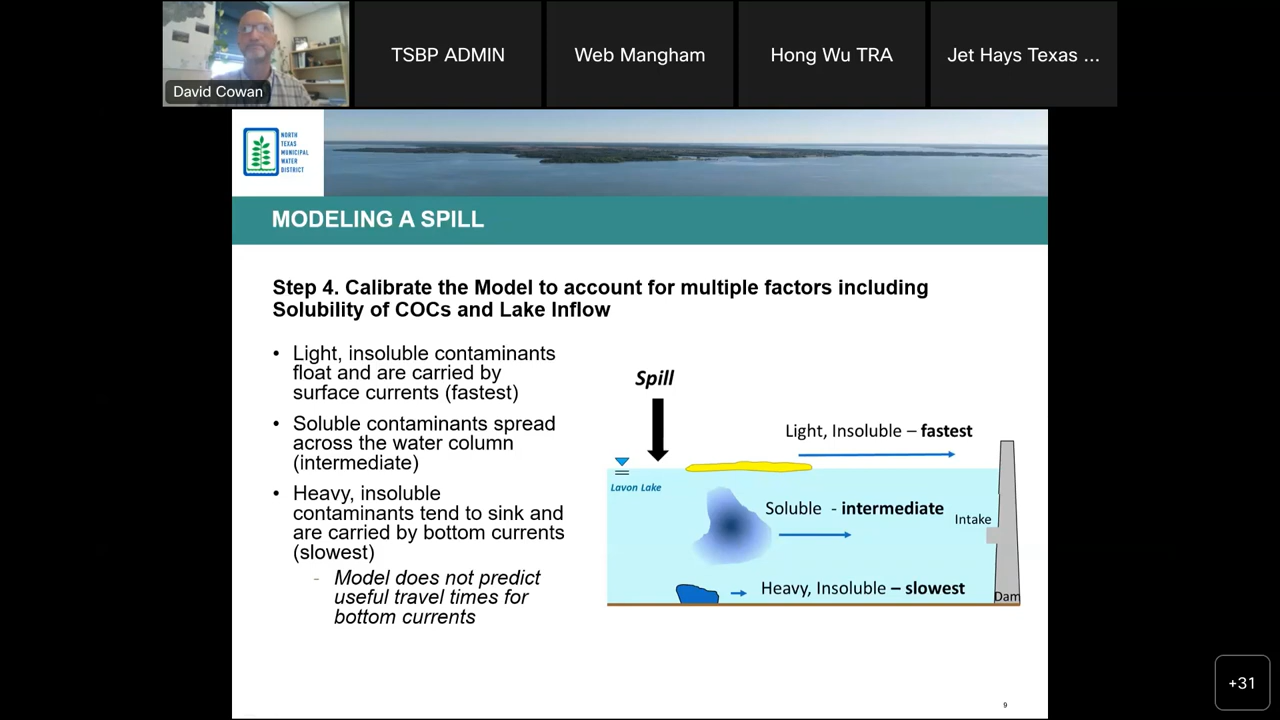 TSBP ADMIN
Web Mangham
Hong Wu TRA
Jet Hays Texas ...
David Cowan
NORTH
TEXAS
MUNICIPAL
WATER
DISTRICT
MODELING A SPILL
Step 4. Calibrate the Model to account for multiple factors including
Solubility of COCs and Lake Inflow
• Light, insoluble contaminants
float and are carried by
surface currents (fastest)
• Soluble contaminants spread
across the water column
(intermediate)
• Heavy, insoluble
contaminants tend to sink and
are carried by bottom currents
(slowest)
- Model does not predict
useful travel times for
bottom currents
Spill
Light, Insoluble – fastest
Lavon Lake
Soluble - intermediate
Intake
Heavy, Insoluble – slowest
Dam
9
+31